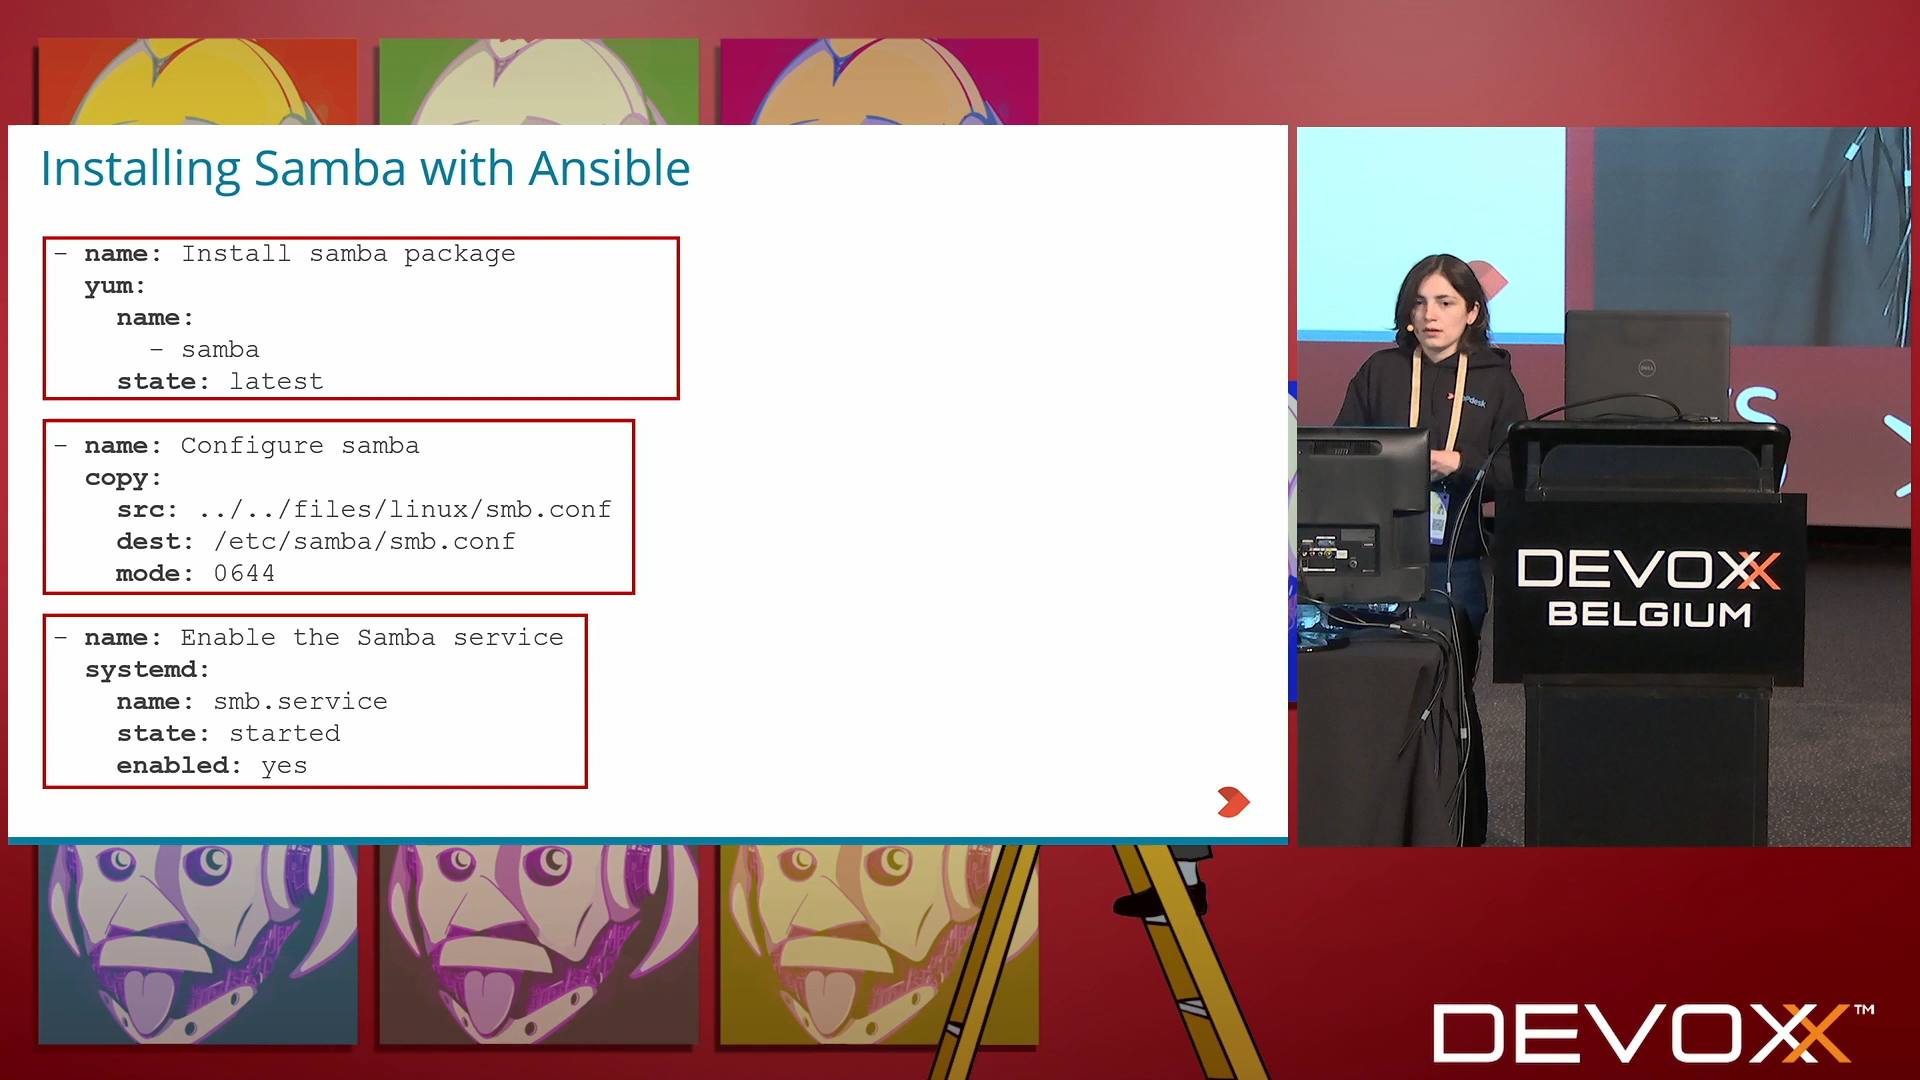 Installing Samba with Ansible
- name: Install samba package
yum:
name:
- samba
state: latest
- name: Configure samba
copy:
src: ../../files/linux/smb.conf
dest: /etc/samba/smb.conf
mode: 0644
- name: Enable the Samba service
systemd:
name: smb.service
state: started
enabled: yes
DELL
DEVOXX
BELGIUM
DEVOXX™